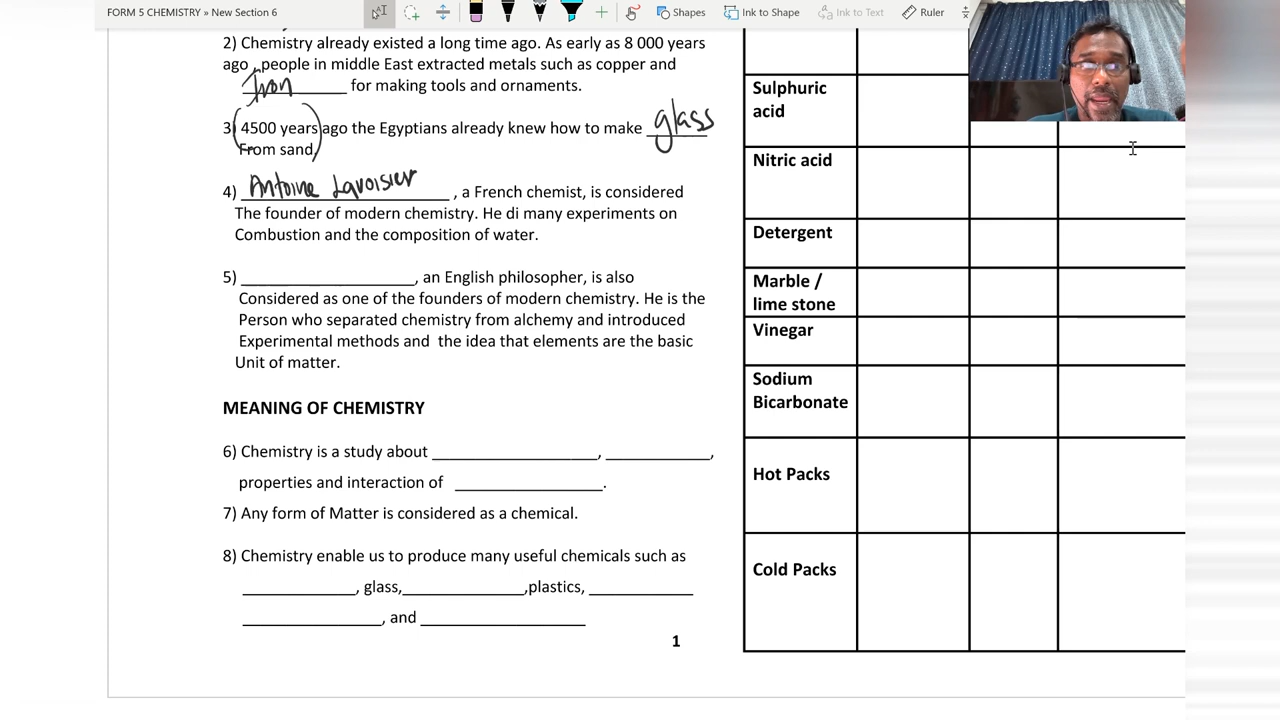 FORM 5 CHEMISTRY » New Section 6
Shapes
Ink to Shape
Ink to Text
Ruler
2) Chemistry already existed a long time ago. As early as 8 000 years
ago , people in middle East extracted metals such as copper and
Iron for making tools and ornaments.
3) 4500 years ago the Egyptians already knew how to make glass
From sand,
4) Antoine Lavoisier , a French chemist, is considered
The founder of modern chemistry. He di many experiments on
Combustion and the composition of water.
5) ____________________, an English philosopher, is also
Considered as one of the founders of modern chemistry. He is the
Person who separated chemistry from alchemy and introduced
Experimental methods and the idea that elements are the basic
Unit of matter.
MEANING OF CHEMISTRY
6) Chemistry is a study about ___________________, ____________,
properties and interaction of _________________.
7) Any form of Matter is considered as a chemical.
8) Chemistry enable us to produce many useful chemicals such as
_____________, glass,______________,plastics, ____________
________________, and ___________________
1
Sulphuric
acid
Nitric acid
Detergent
Marble /
lime stone
Vinegar
Sodium
Bicarbonate
Hot Packs
Cold Packs